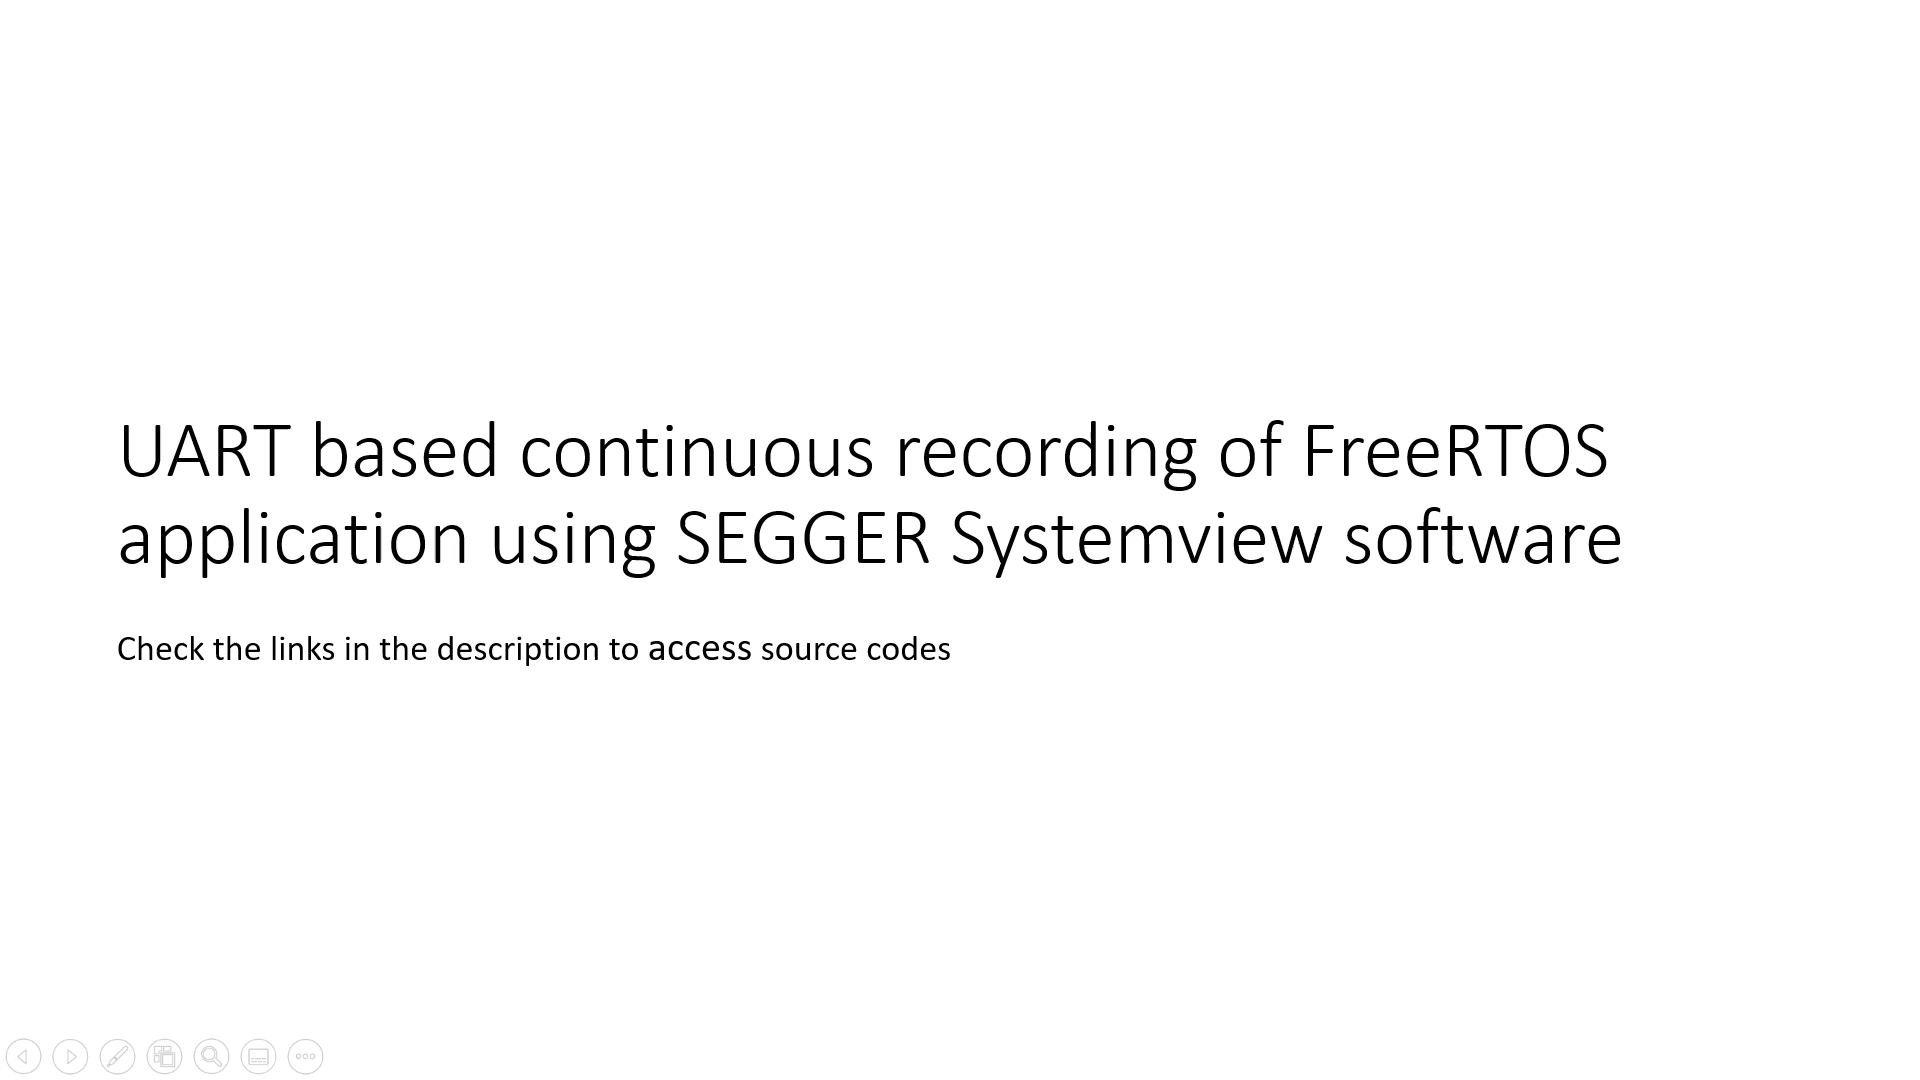 UART based continuous recording of FreeRTOS
application using SEGGER Systemview software
Check the links in the description to access source codes